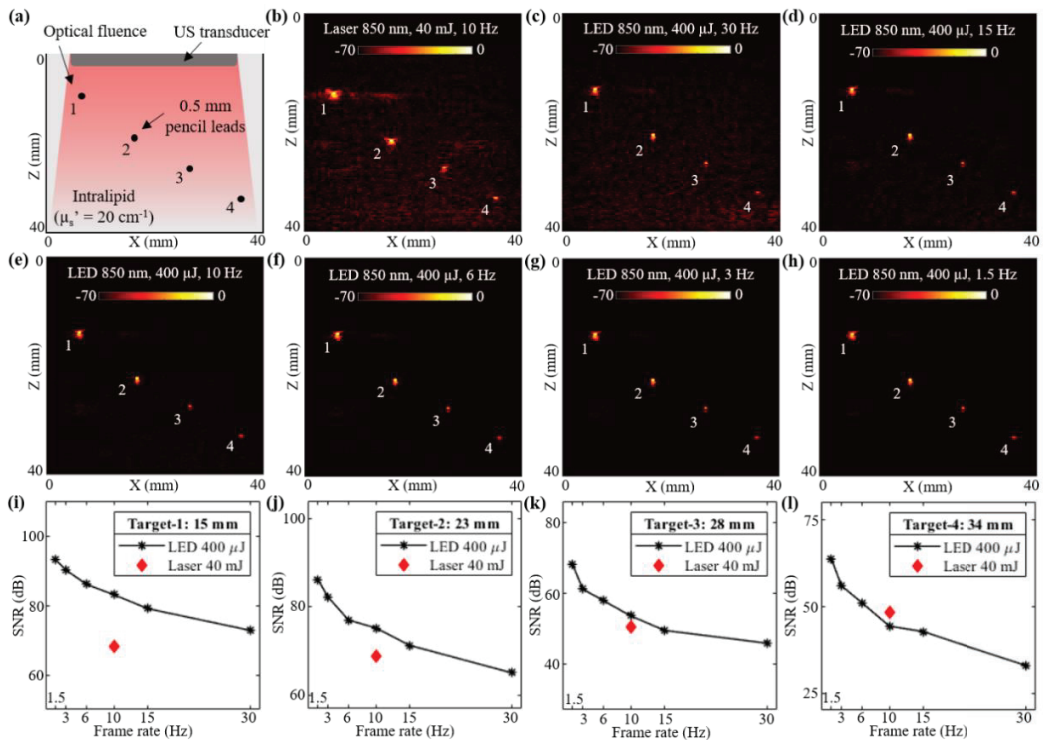 (a)
Optical fluence
US transducer
0
1
0.5 mm
pencil leads
2
3
4
Intralipid
(μs’ = 20 cm-1)
Z (mm)
40
0
X (mm)
40
(b)
Laser 850 nm, 40 mJ, 10 Hz
-70
0
0
1
2
3
4
Z (mm)
40
X (mm)
40
(c)
LED 850 nm, 400 μJ, 30 Hz
-70
0
0
1
2
3
4
Z (mm)
40
X (mm)
40
(d)
LED 850 nm, 400 μJ, 15 Hz
-70
0
0
1
2
3
4
Z (mm)
40
X (mm)
40
(e)
LED 850 nm, 400 μJ, 10 Hz
-70
0
0
1
2
3
4
Z (mm)
40
X (mm)
40
(f)
LED 850 nm, 400 μJ, 6 Hz
-70
0
0
1
2
3
4
Z (mm)
40
X (mm)
40
(g)
LED 850 nm, 400 μJ, 3 Hz
-70
0
0
1
2
3
4
Z (mm)
40
X (mm)
40
(h)
LED 850 nm, 400 μJ, 1.5 Hz
-70
0
0
1
2
3
4
Z (mm)
40
X (mm)
40
(i)
Target-1: 15 mm
LED 400 μJ
Laser 40 mJ
SNR (dB)
100
80
60
1.5
3 6 10 15 30
Frame rate (Hz)
(j)
Target-2: 23 mm
LED 400 μJ
Laser 40 mJ
SNR (dB)
100
80
60
1.5
3 6 10 15 30
Frame rate (Hz)
(k)
Target-3: 28 mm
LED 400 μJ
Laser 40 mJ
SNR (dB)
80
60
40
1.5
3 6 10 15 30
Frame rate (Hz)
(l)
Target-4: 34 mm
LED 400 μJ
Laser 40 mJ
SNR (dB)
75
50
25
1.5
3 6 10 15 30
Frame rate (Hz)